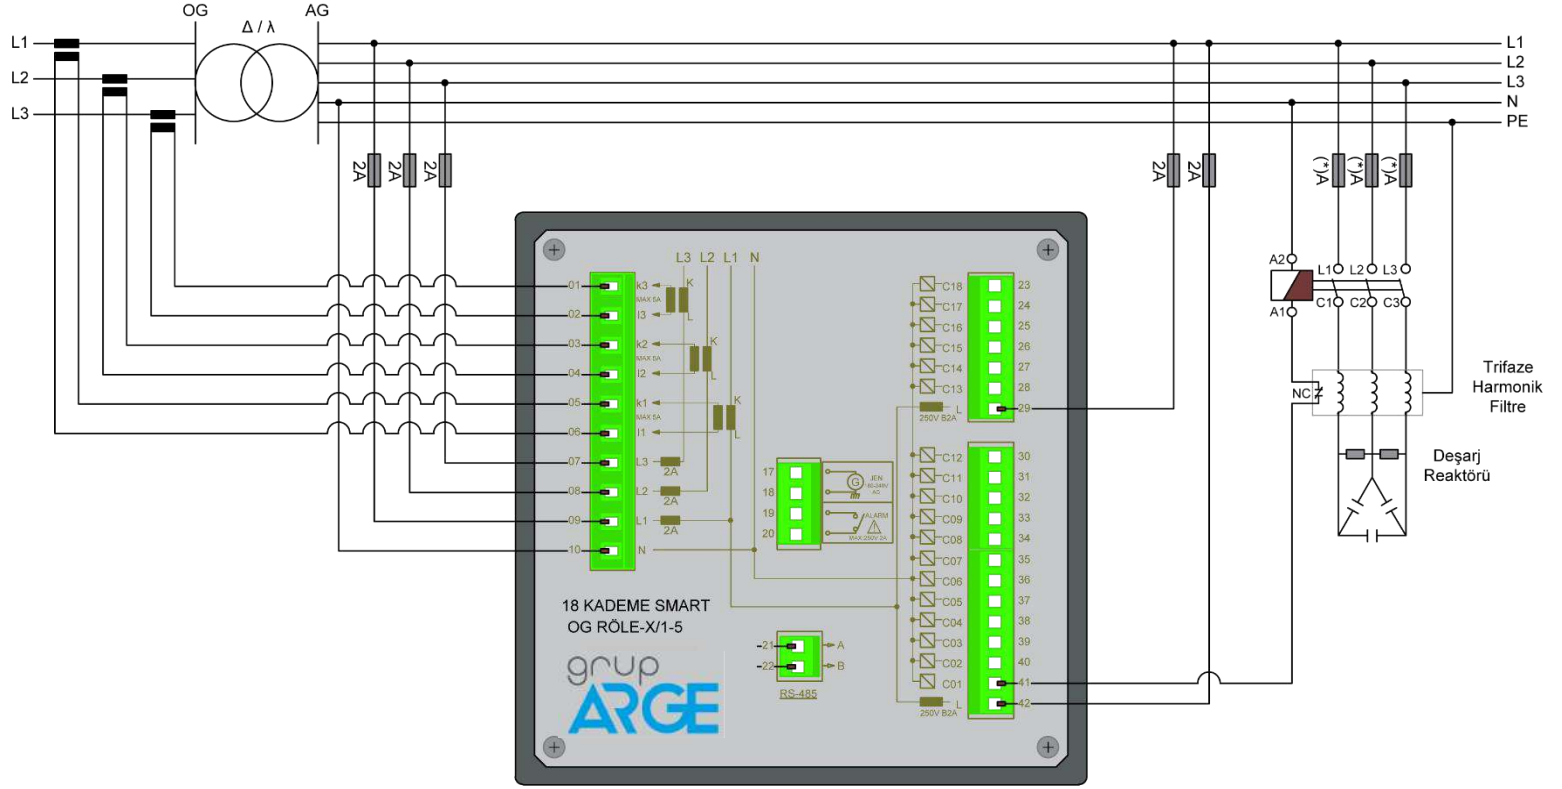 OG
AG
Δ / λ
L1
L2
L3
L1
L2
L3
N
PE
2A
2A
2A
2A
2A
(*)A
(*)A
(*)A
L3
L2
L1
N
01
02
03
04
05
06
07
08
09
10
k3
MAX 5A
l3
k2
MAX 5A
l2
k1
MAX 5A
l1
L3
L2
L1
N
K
L
K
L
K
L
2A
2A
2A
17
18
19
20
G
JEN
AC
ALARM
MAX 250V 2A
-21
-22
A
B
RS-485
18 KADEME SMART
OG RÖLE-X/1-5
grup
ARGE
C18
C17
C16
C15
C14
C13
L
250V B2A
23
24
25
26
27
28
29
C12
C11
C10
C09
C08
C07
C06
C05
C04
C03
C02
C01
L
250V B2A
30
31
32
33
34
35
36
37
38
39
40
41
42
A2
A1
L1
L2
L3
C1
C2
C3
NC
Trifaze
Harmonik
Filtre
Deşarj
Reaktörü